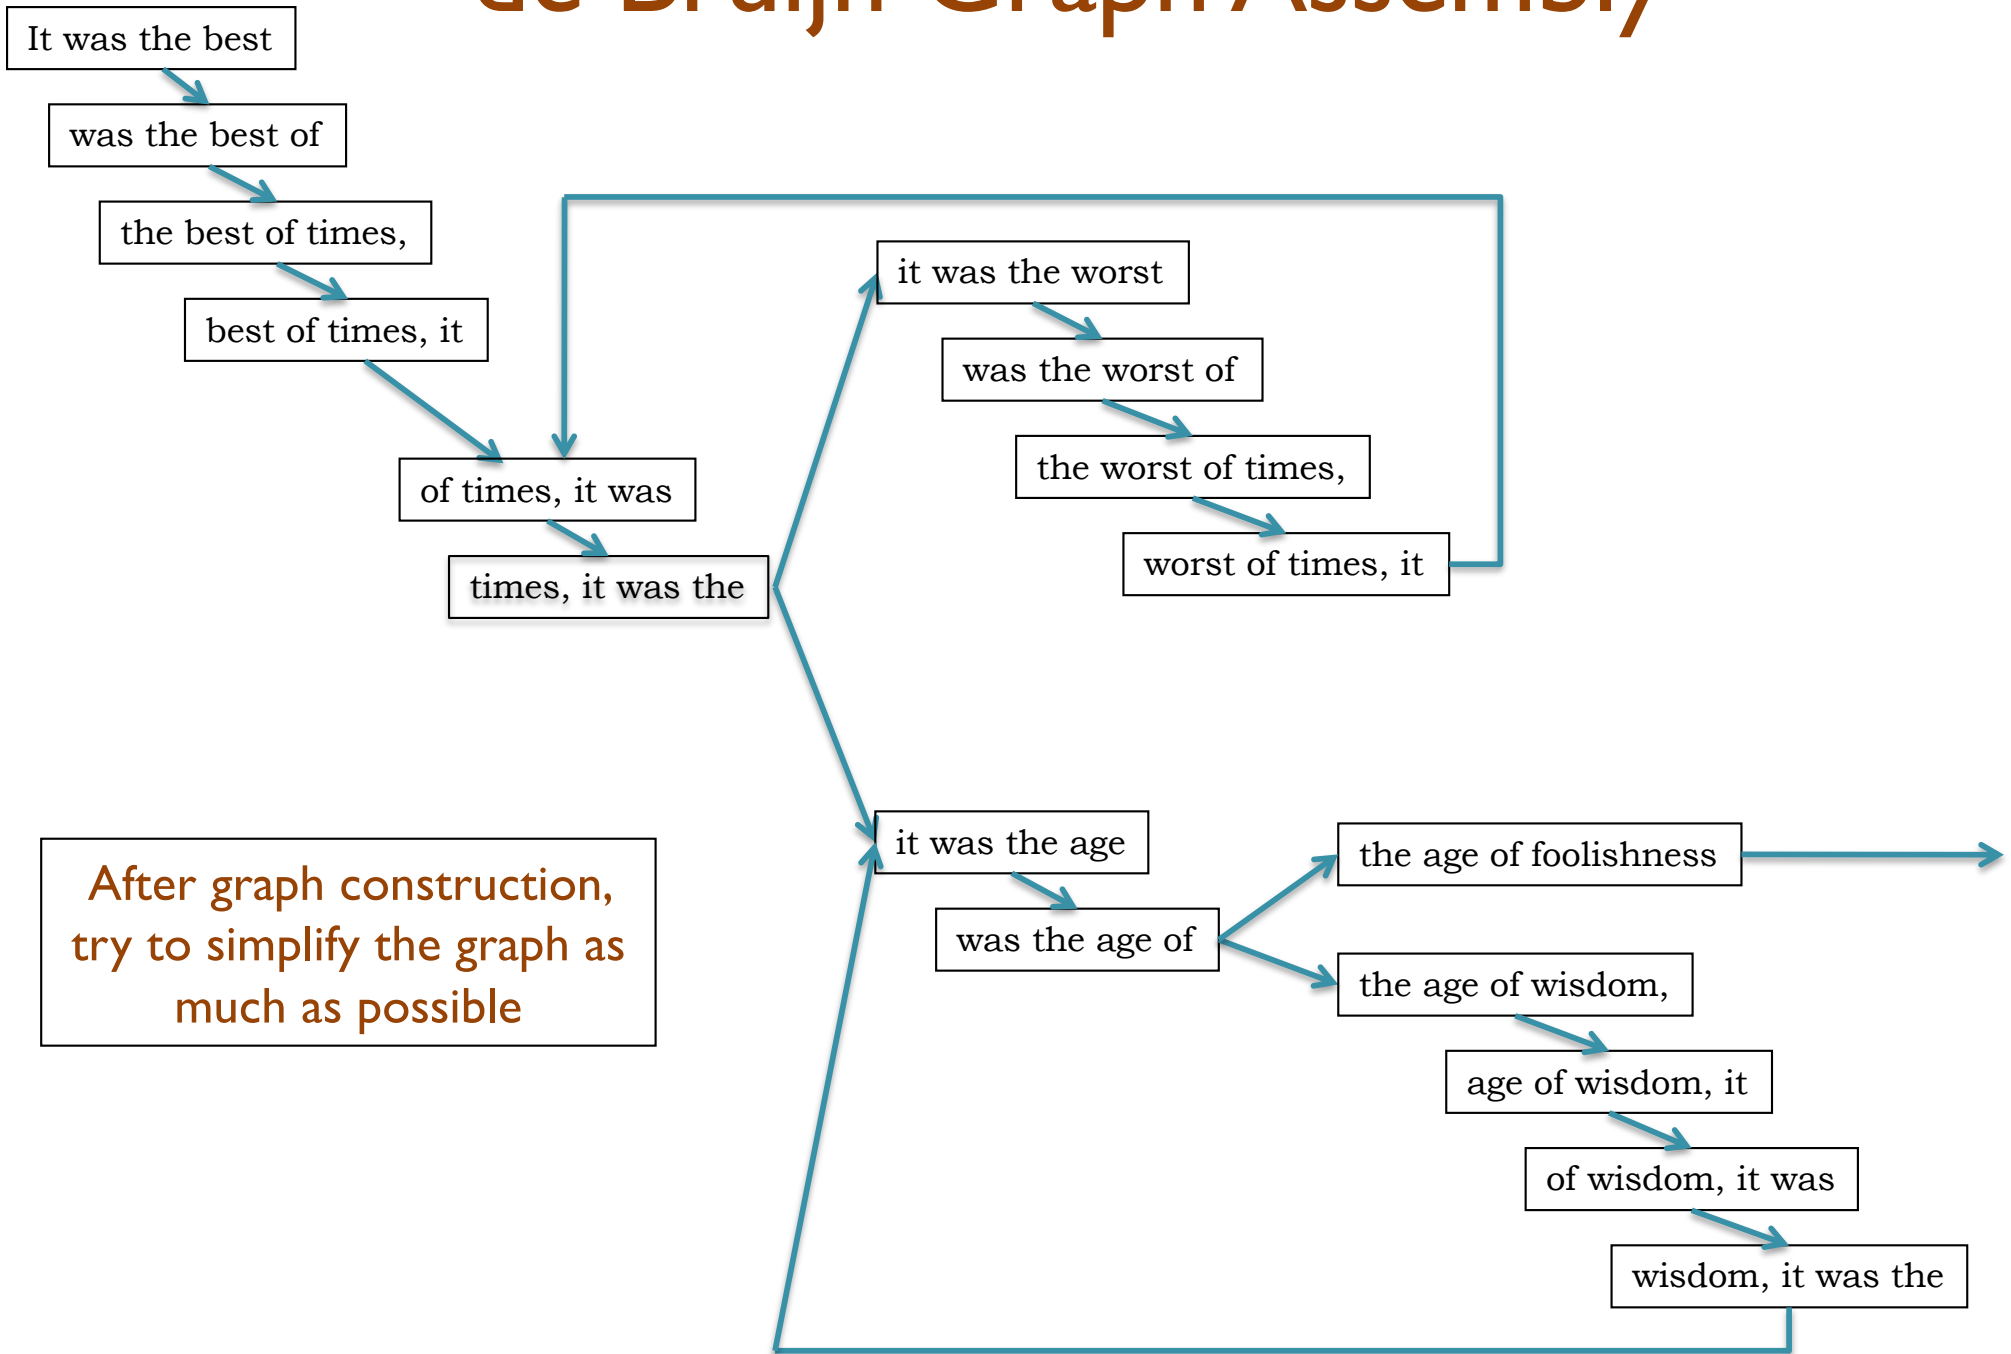 de Bruijn Graph Assembly
It was the best
was the best of
the best of times,
best of times, it
of times, it was
times, it was the
it was the worst
was the worst of
the worst of times,
worst of times, it
it was the age
was the age of
the age of foolishness
the age of wisdom,
age of wisdom, it
of wisdom, it was
wisdom, it was the
After graph construction,
try to simplify the graph as
much as possible